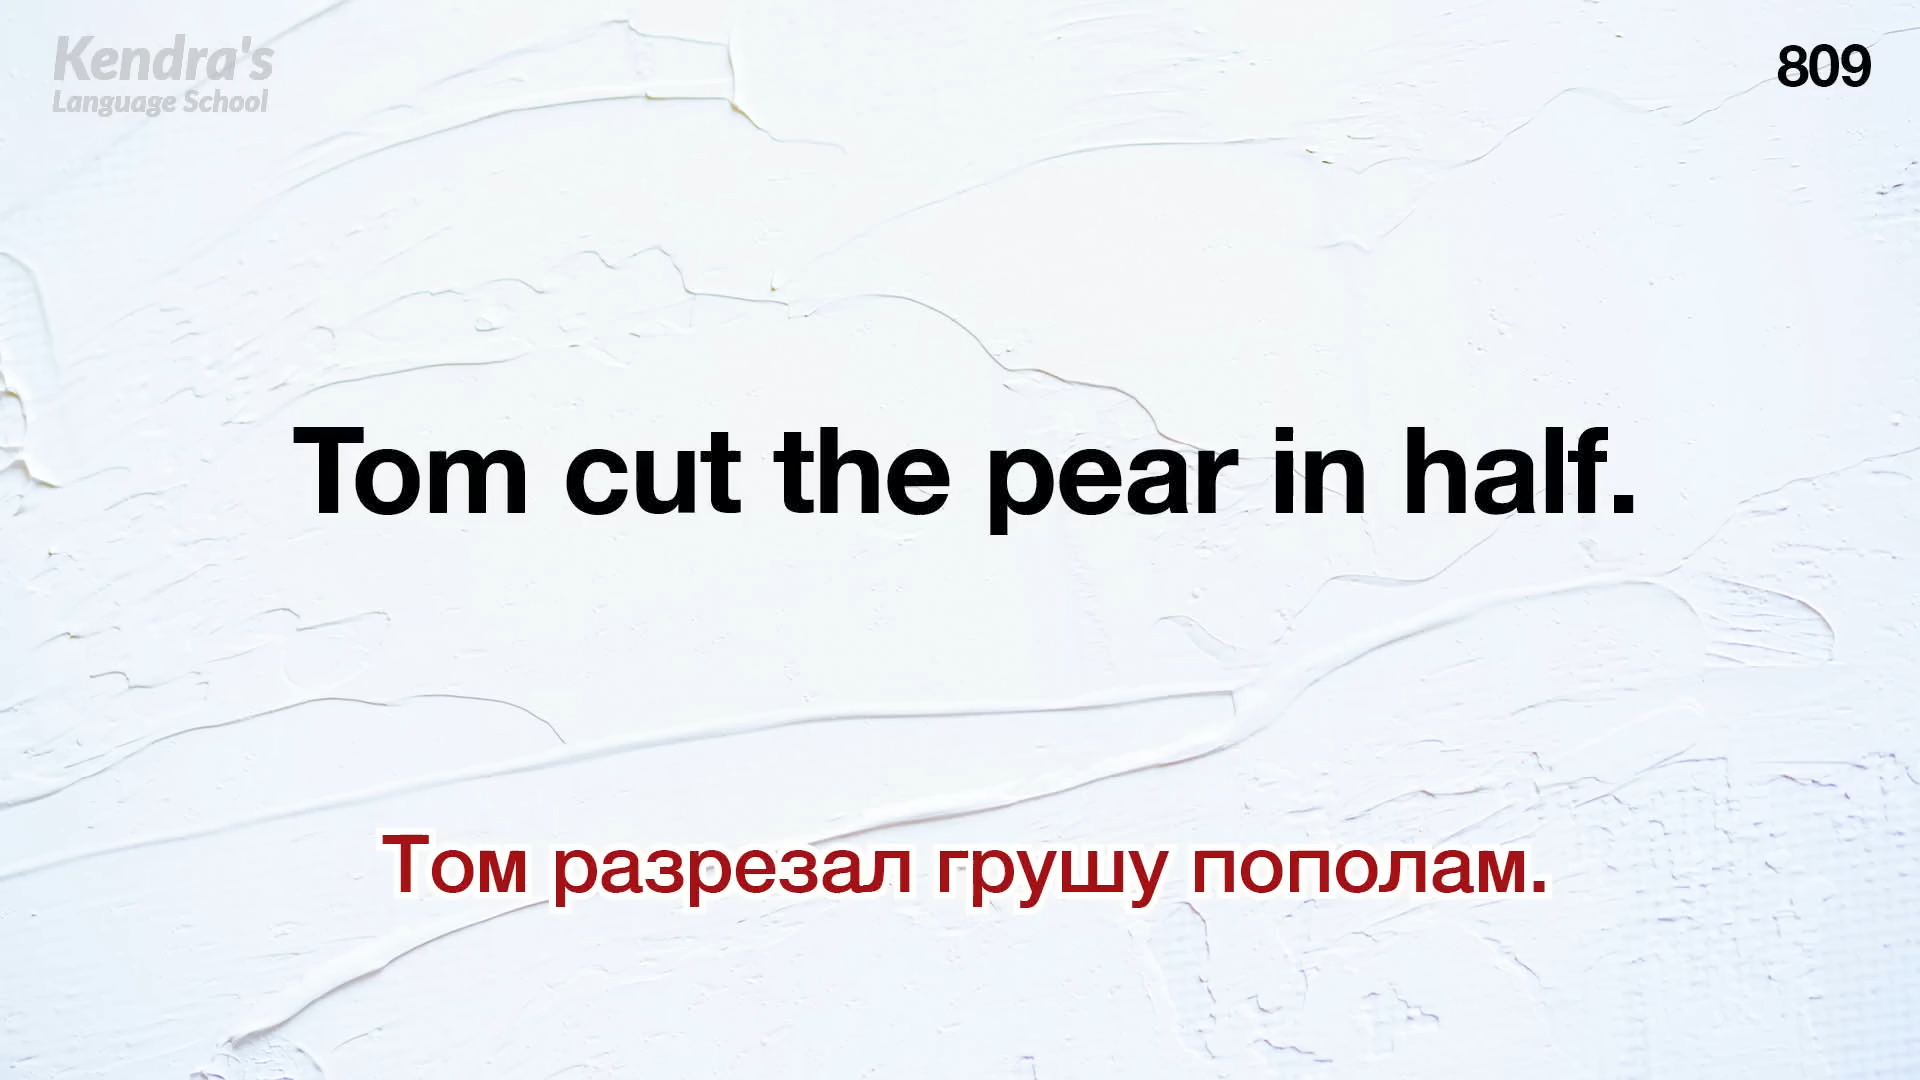 Kendra's
Language School
809
Tom cut the pear in half.
Том разрезал грушу пополам.